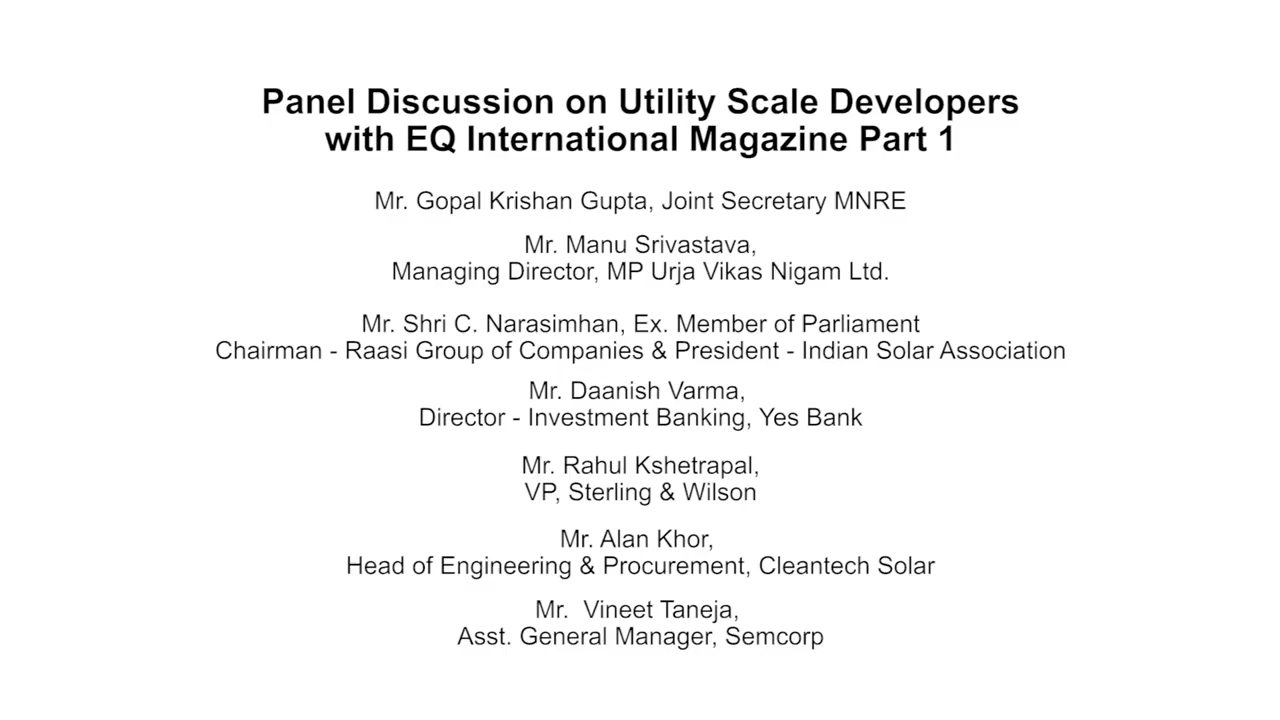 Panel Discussion on Utility Scale Developers
with EQ International Magazine Part 1
Mr. Gopal Krishan Gupta, Joint Secretary MNRE
Mr. Manu Srivastava,
Managing Director, MP Urja Vikas Nigam Ltd.
Mr. Shri C. Narasimhan, Ex. Member of Parliament
Chairman - Raasi Group of Companies & President - Indian Solar Association
Mr. Daanish Varma,
Director - Investment Banking, Yes Bank
Mr. Rahul Kshetrapal,
VP, Sterling & Wilson
Mr. Alan Khor,
Head of Engineering & Procurement, Cleantech Solar
Mr.  Vineet Taneja,
Asst. General Manager, Semcorp